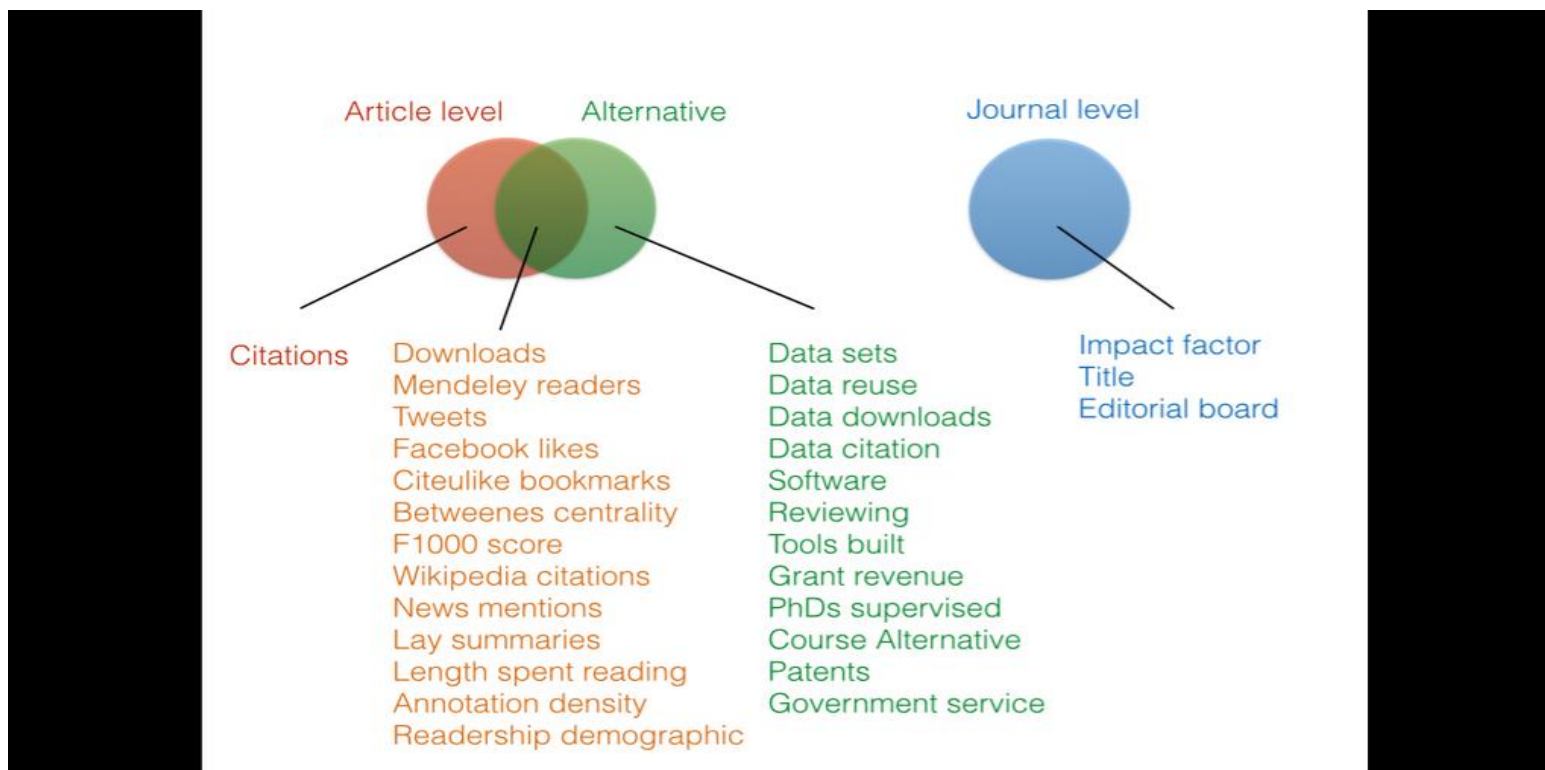 Article level
Alternative
Journal level
Citations
Downloads
Mendeley readers
Tweets
Facebook likes
Citeulike bookmarks
Betweenes centrality
F1000 score
Wikipedia citations
News mentions
Lay summaries
Length spent reading
Annotation density
Readership demographic
Data sets
Data reuse
Data downloads
Data citation
Software
Reviewing
Tools built
Grant revenue
PhDs supervised
Course Alternative
Patents
Government service
Impact factor
Title
Editorial board